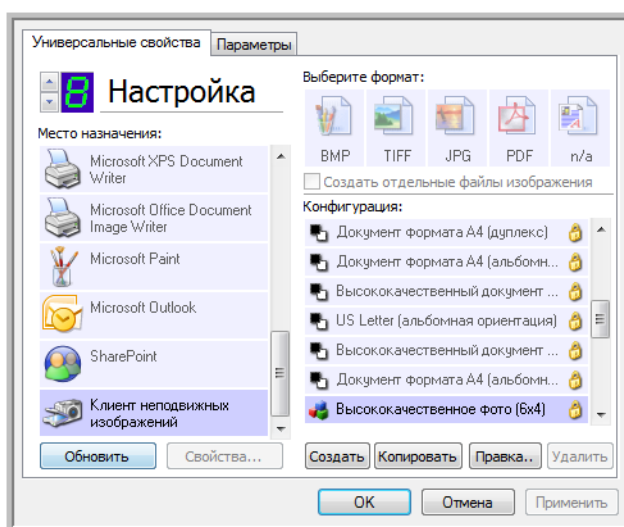 Универсальные свойства
Параметры
8
Настройка
Место назначения:
Microsoft XPS Document
Writer
Microsoft Office Document
Image Writer
Microsoft Paint
Microsoft Outlook
SharePoint
Клиент неподвижных
изображений
Обновить
Свойства...
Выберите формат:
BMP
TIFF
JPG
PDF
n/a
Создать отдельные файлы изображения
Конфигурация:
Документ формата A4 (дуплекс)
Документ формата A4 (альбомн...
Высококачественный документ ...
US Letter (альбомная ориентация)
Высококачественный документ ...
Документ формата A4 (альбомн...
Высококачественное фото (6x4)
Создать
Копировать
Правка..
Удалить
OK
Отмена
Применить